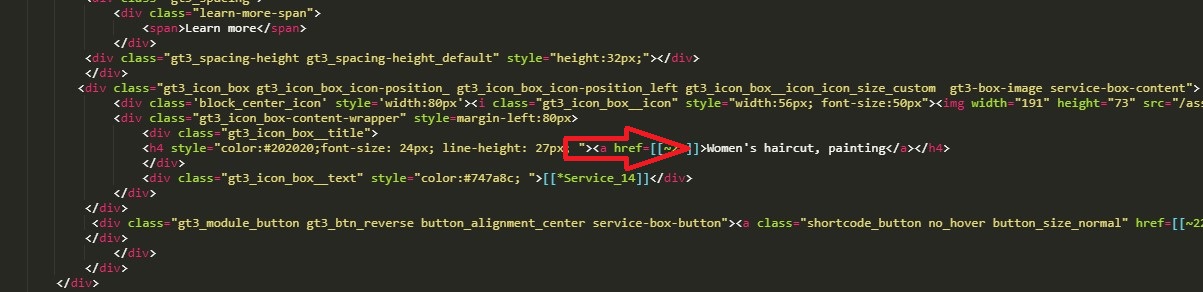 <div class="gt3_spacing">
<div class="learn-more-span">
<span>Learn more</span>
</div>
<div class="gt3_spacing-height gt3_spacing-height_default" style="height:32px;"></div>
</div>
<div class="gt3_icon_box gt3_icon_box_icon-position_ gt3_icon_box_icon-position_left gt3_icon_box__icon_icon_size_custom  gt3-box-image service-box-content">
<div class='block_center_icon' style='width:80px'><i class="gt3_icon_box__icon" style="width:56px; font-size:50px"><img width="191" height="73" src="/as
<div class="gt3_icon_box-content-wrapper" style=margin-left:80px>
<div class="gt3_icon_box__title">
<h4 style="color:#202020;font-size: 24px; line-height: 27px; "><a href=[[~2 ]]>Women's haircut, painting</a></h4>
</div>
<div class="gt3_icon_box__text" style="color:#747a8c; ">[[*Service_14]]</div>
</div>
</div>
<div class="gt3_module_button gt3_btn_reverse button_alignment_center service-box-button"><a class="shortcode_button no_hover button_size_normal" href=[[~22
</div>
</div>
</div>
</div>